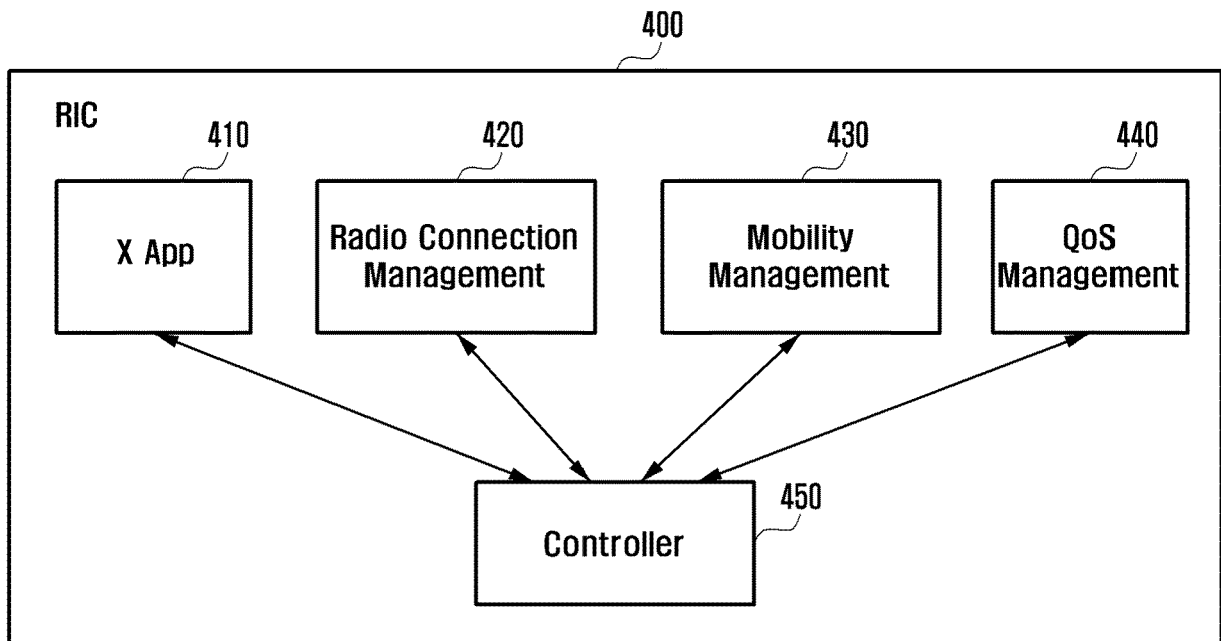 400
RIC
410
420
430
440
X App
Radio Connection
Management
Mobility
Management
QoS
Management
450
Controller